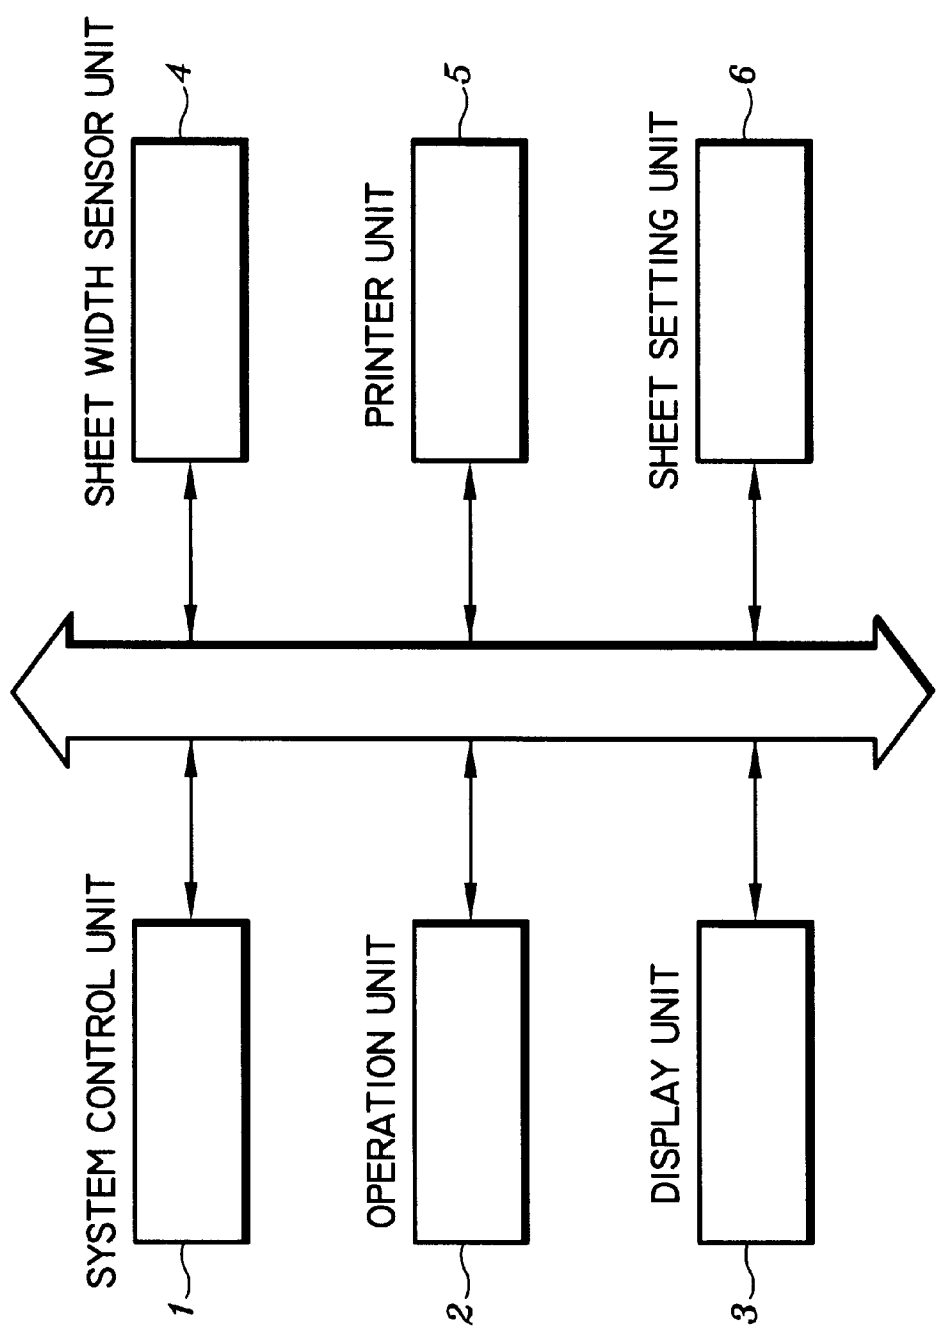 SYSTEM CONTROL UNIT
1
SHEET WIDTH SENSOR UNIT
4
OPERATION UNIT
2
PRINTER UNIT
5
DISPLAY UNIT
3
SHEET SETTING UNIT
6